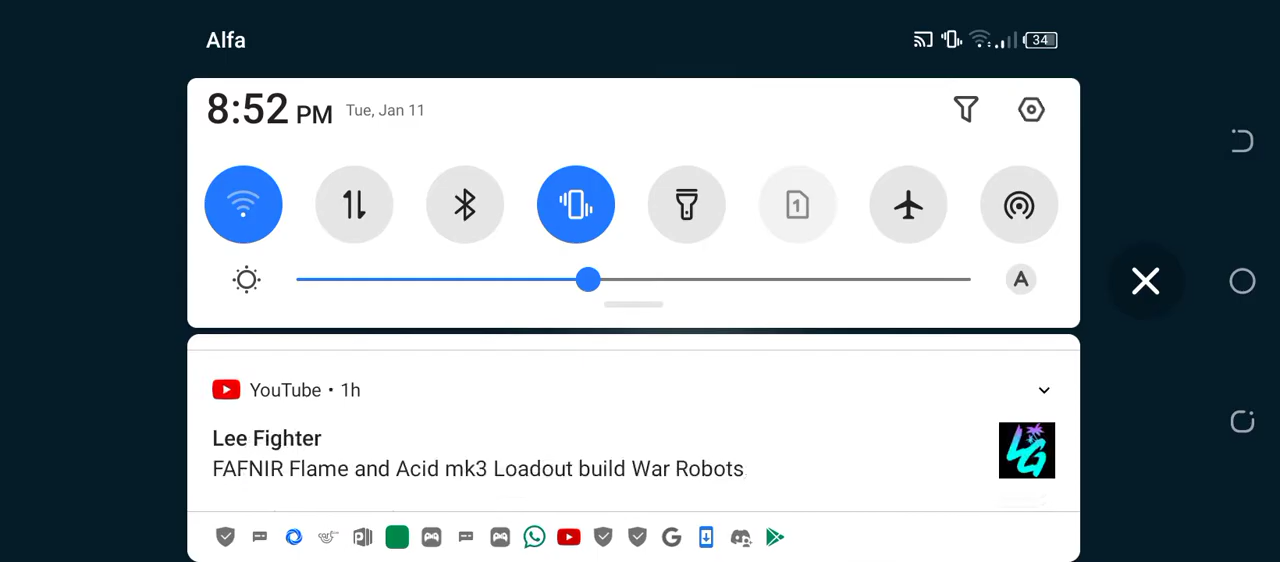 Alfa
34
8:52 PM Tue, Jan 11
1
A
YouTube • 1h
Lee Fighter
FAFNIR Flame and Acid mk3 Loadout build War Robots
LG